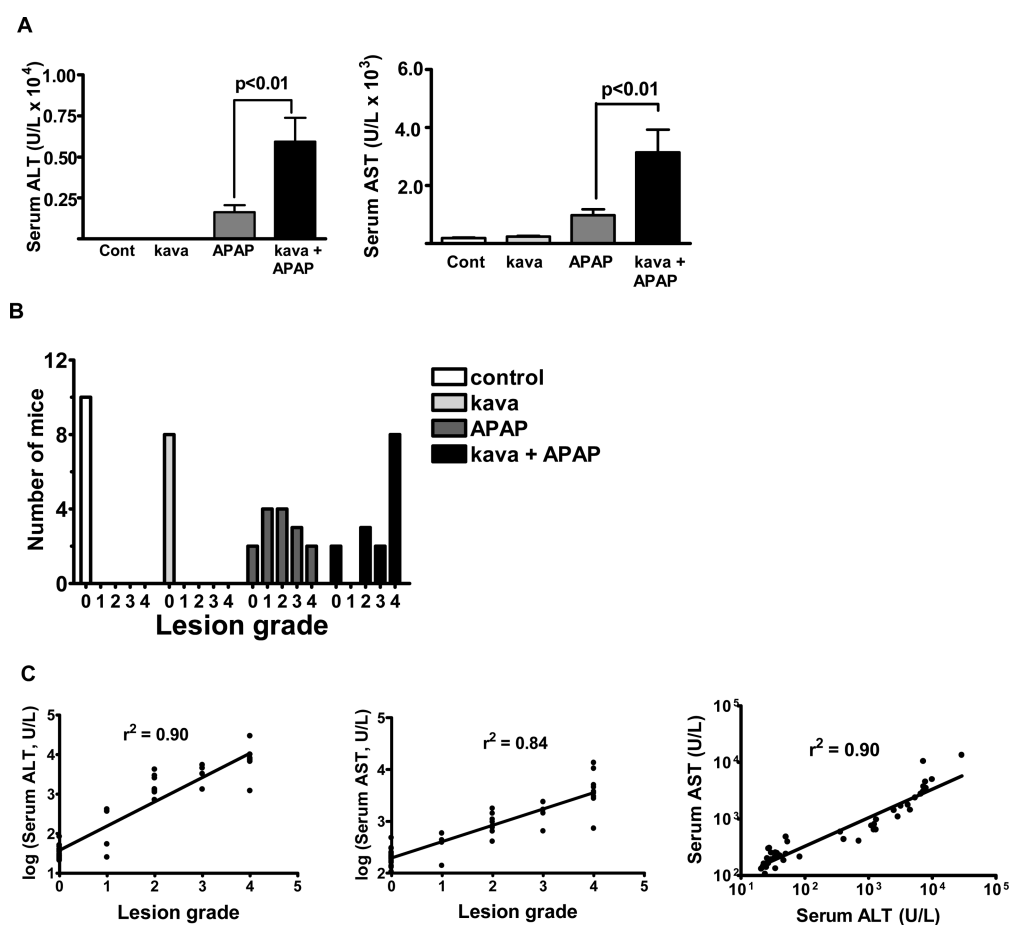 A
Serum ALT (U/L x 10⁻⁴)
1.00
0.75
0.50
0.25
p<0.01
Cont kava APAP kava +
APAP
Serum AST (U/L x 10³)
6.0
4.0
2.0
p<0.01
Cont kava APAP kava +
APAP
B
Number of mice
12
8
4
0
0 1 2 3 4 0 1 2 3 4 0 1 2 3 4 0 1 2 3 4
Lesion grade
control
kava
APAP
kava + APAP
C
log (Serum ALT, U/L)
5
4
3
2
1
r² = 0.90
0 1 2 3 4 5
Lesion grade
log (Serum AST, U/L)
5
4
3
2
r² = 0.84
0 1 2 3 4 5
Lesion grade
Serum AST (U/L)
10⁵
10⁴
10³
10²
r² = 0.90
10¹ 10² 10³ 10⁴ 10⁵
Serum ALT (U/L)